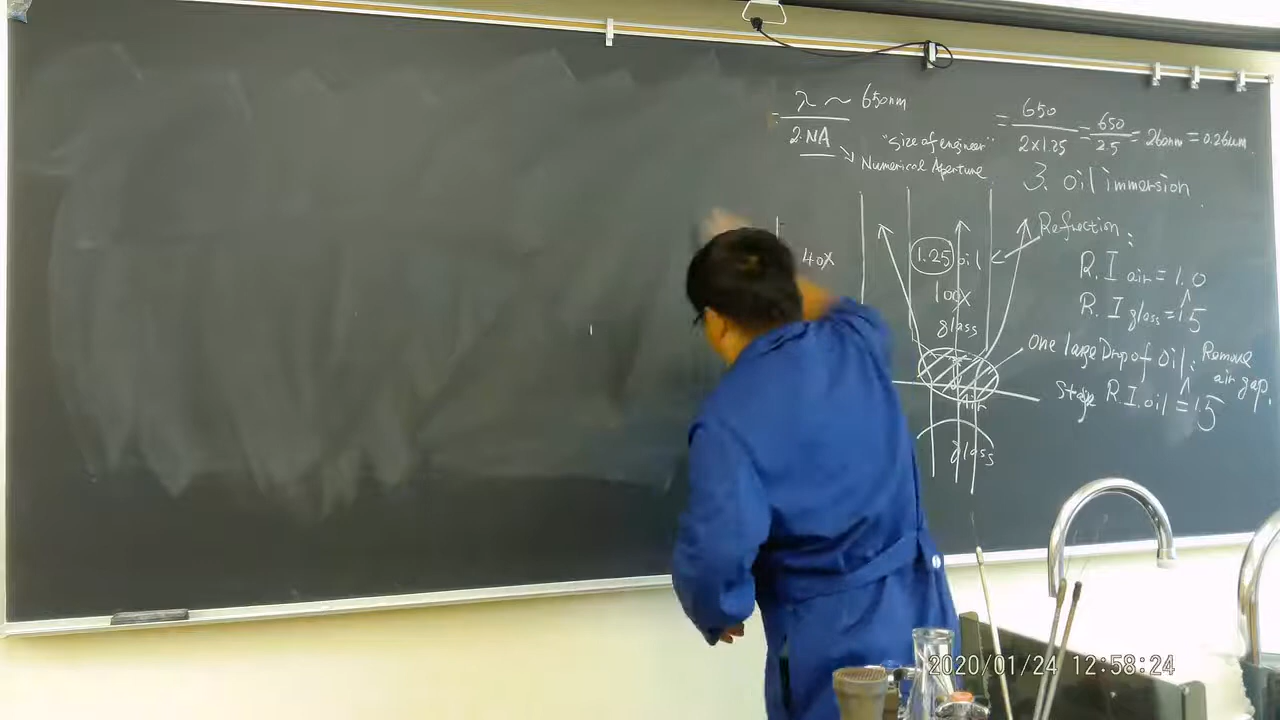 = λ ~ 650nm
2·NA
"size of engineer"
Numerical Aperture
= 650 / 2×1.25 = 650 / 2.5 = 260nm = 0.26um
3. oil immersion
40X
1.25 oil
100X
glass
Air
glass
Refrection:
R.I air = 1.0
R.I glass = 1.5
One large Drop of Oil: Remove air gap.
stage R.I. oil = 1.5
2020/01/24 12:58:24